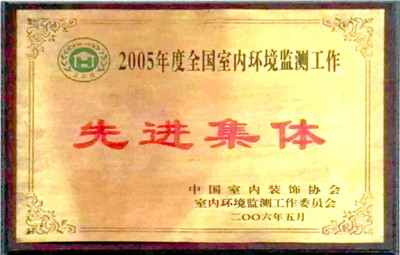 2005年度全国室内环境监测工作
先进集体
中国室内装饰协会
室内环境监测工作委员会
二〇〇六年五月